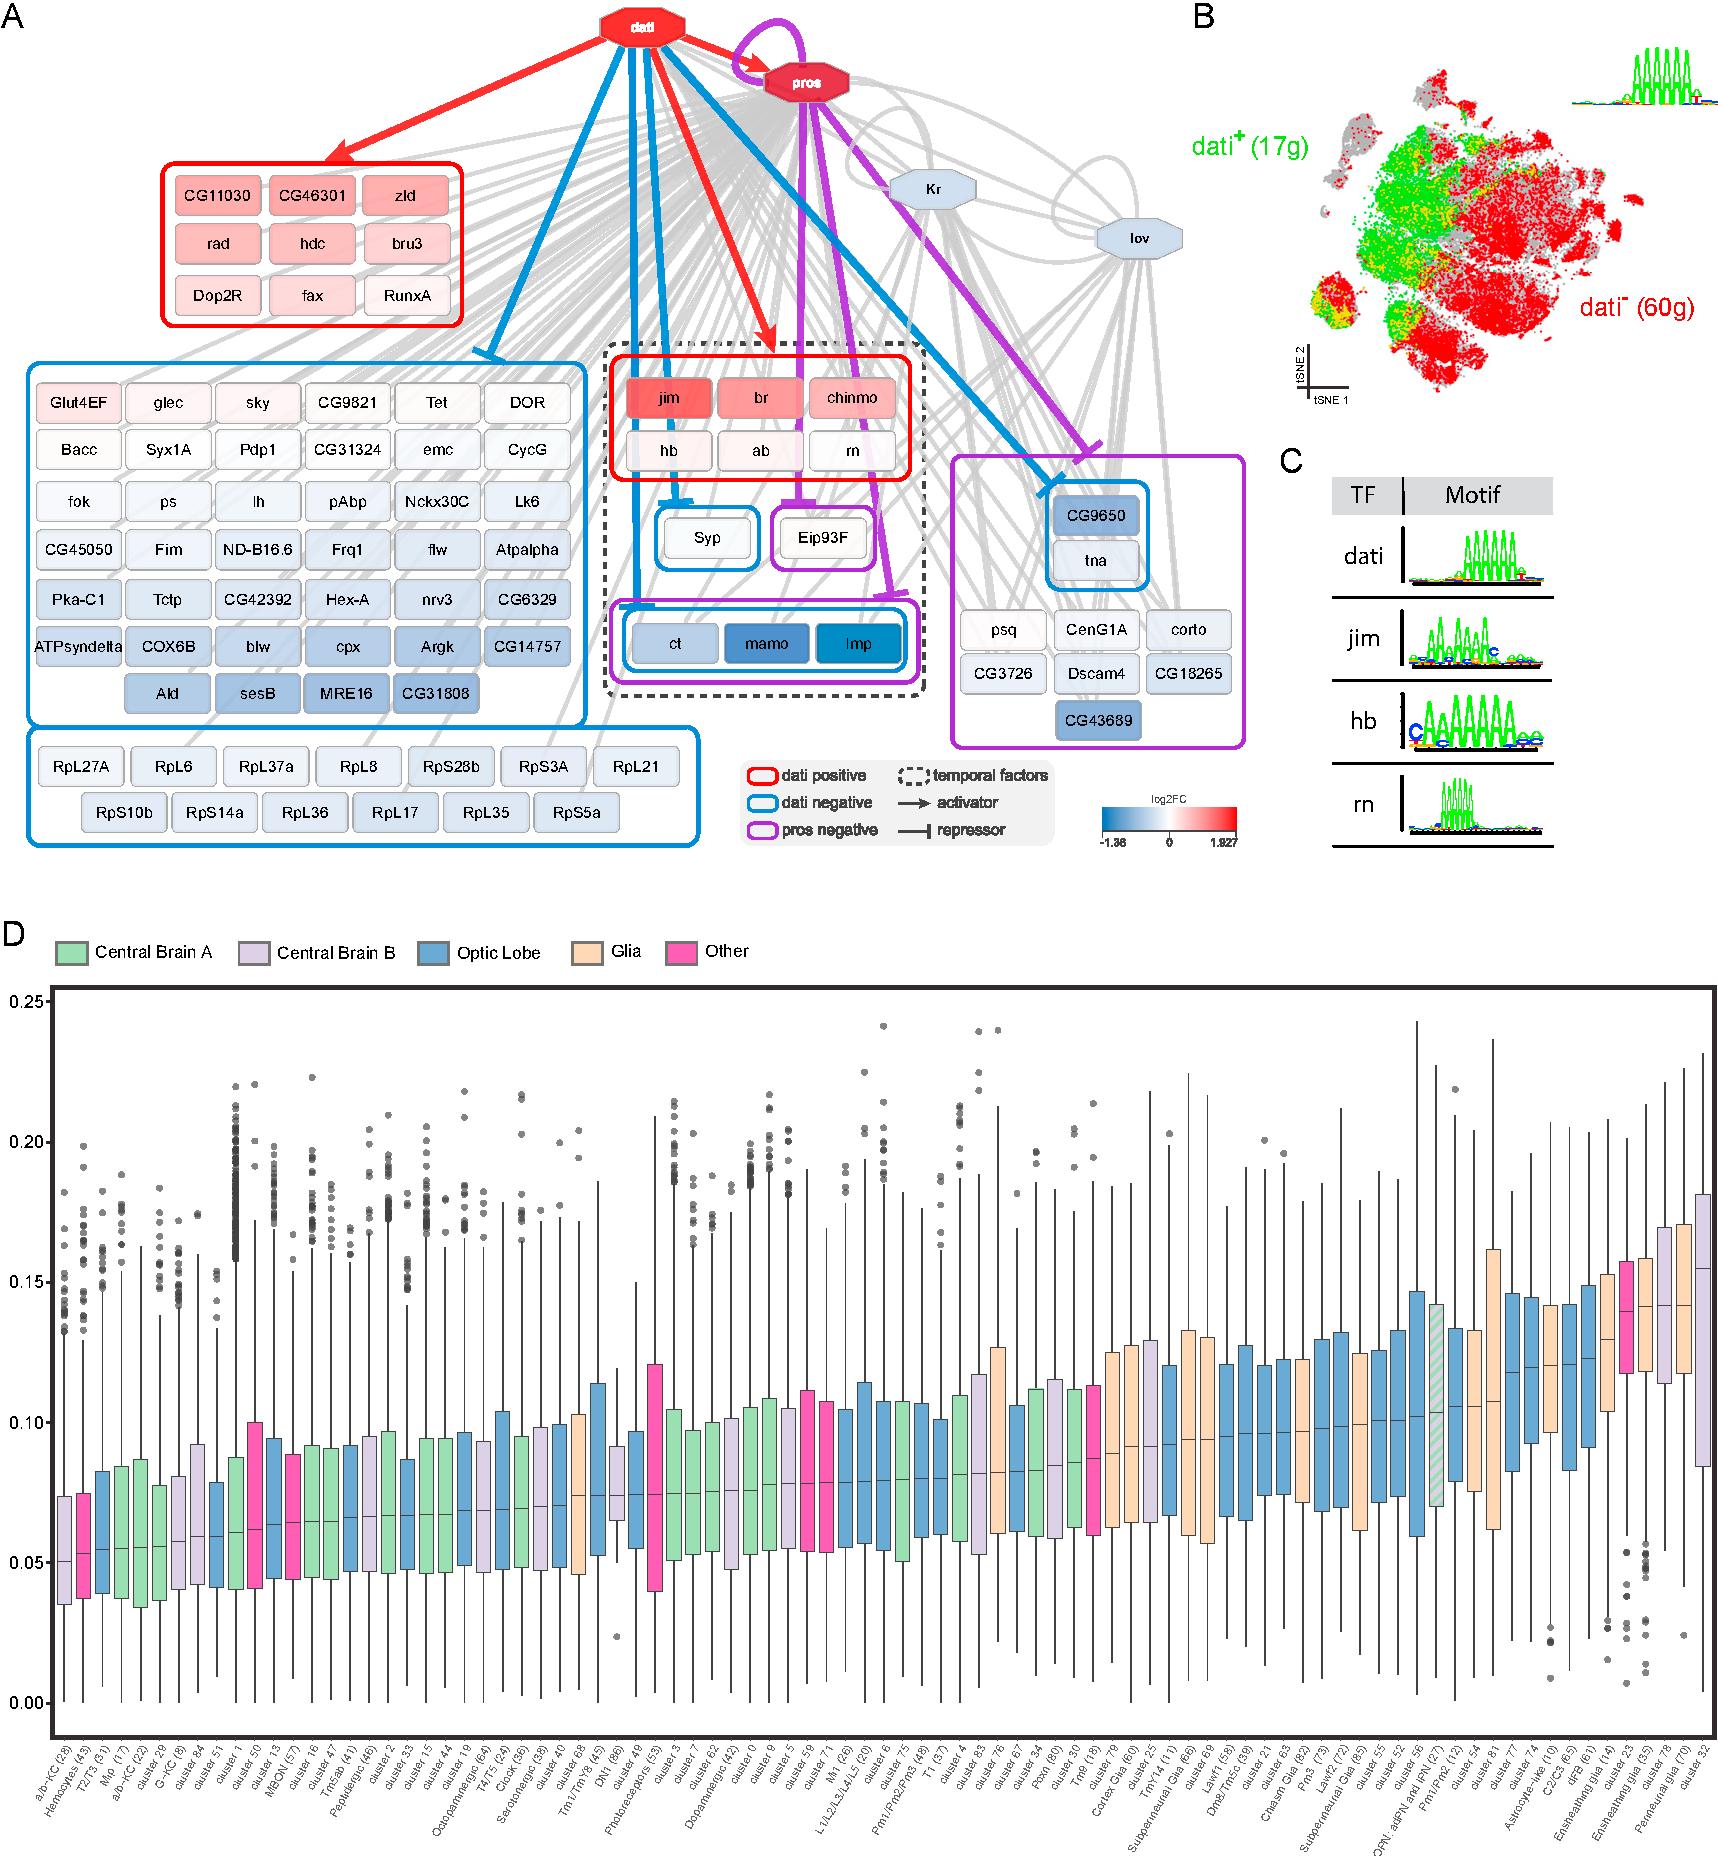 A
dati
pros
Kr
lov
CG11030 CG46301 zld
rad hdc bru3
Dop2R fax RunxA
Glut4EF glec sky CG9821 Tet DOR
Bacc Syx1A Pdp1 CG31324 emc CycG
fok ps Ih pAbp Nckx30C Lk6
CG45050 Fim ND-B16.6 Frq1 flw Atpalpha
Pka-C1 Tctp CG42392 Hex-A nrv3 CG6329
ATPsyndelta COX6B blw cpx Argk CG14757
Ald sesB MRE16 CG31808
RpL27A RpL6 RpL37a RpL8 RpS28b RpS3A RpL21
RpS10b RpS14a RpL36 RpL17 RpL35 RpS5a
jim br chinmo
hb ab rn
Syp Eip93F
ct mamo Imp
CG9650
tna
psq CenG1A corto
CG3726 Dscam4 CG18265
CG43689
dati positive temporal factors
dati negative activator
pros negative repressor
log2FC
-1.36 0 1.927
B
dati+ (17g)
dati- (60g)
tSNE 2
tSNE 1
C
TF Motif
dati
jim
hb
rn
D
Central Brain A Central Brain B Optic Lobe Glia Other
0.25
0.20
0.15
0.10
0.05
0.00
a/b-KC (28)
Hemocytes (43)
T2/T3 (31)
Mip (17)
a/b-KC (22)
cluster 29
G-KC (8)
cluster 84
cluster 51
cluster 1
cluster 50
cluster 13
MBON (57)
cluster 16
cluster 47
Tm5ab (41)
Peptidergic (46)
cluster 2
cluster 33
cluster 15
cluster 44
cluster 19
Octopaminergic (64)
T4/T5 (24)
Clock (36)
Serotonergic (38)
cluster 40
cluster 68
Tm1/TmY8 (45)
DN1 (86)
cluster 49
Photoreceptors (53)
cluster 3
cluster 7
cluster 62
Dopaminergic (42)
cluster 0
cluster 9
cluster 5
cluster 59
cluster 71
Mi1 (26)
L1/L2/L3/L4/L5 (20)
cluster 6
cluster 75
Pm1/Pm2/Pm3 (48)
T1 (37)
cluster 4
cluster 83
cluster 76
cluster 67
cluster 34
Poxn (80)
cluster 30
Tm9 (18)
cluster 79
Cortex Glia (60)
cluster 25
TmY14 (11)
Subperineurial Glia (66)
cluster 69
Lawf1 (58)
Dm8/Tm5c (39)
cluster 21
cluster 63
Chiasm Glia (82)
Pm3 (73)
Lawf2 (72)
Subperineurial Glia (85)
cluster 55
cluster 52
cluster 56
OPN: adPN and lPN (27)
Pm1/Pm2 (12)
cluster 54
cluster 81
cluster 77
cluster 74
Astrocyte-like (10)
C2/C3 (65)
dFB (61)
Ensheathing glia (14)
cluster 23
Ensheathing glia (35)
cluster 78
Perineurial glia (70)
cluster 32